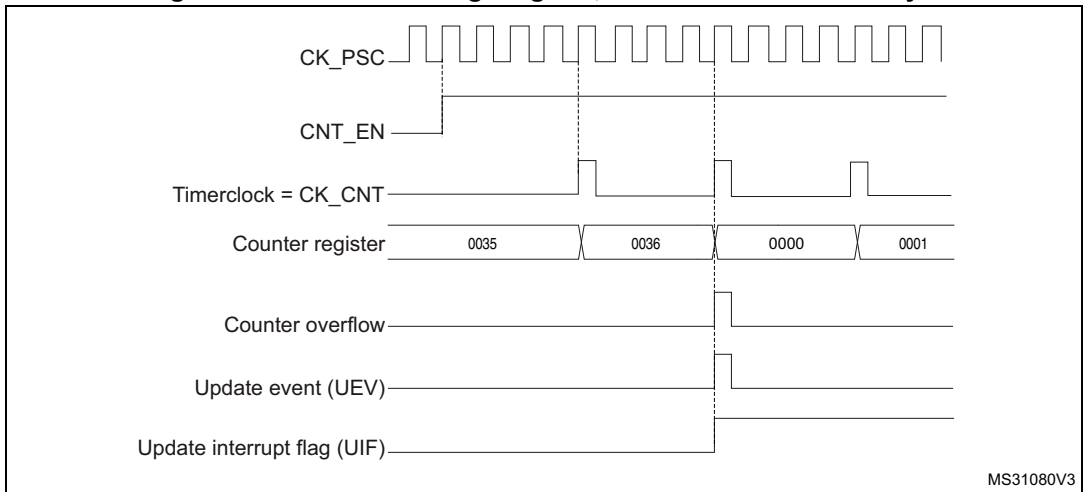 CK_PSC
CNT_EN
Timerclock = CK_CNT
Counter register
0035
0036
0000
0001
Counter overflow
Update event (UEV)
Update interrupt flag (UIF)
MS31080V3